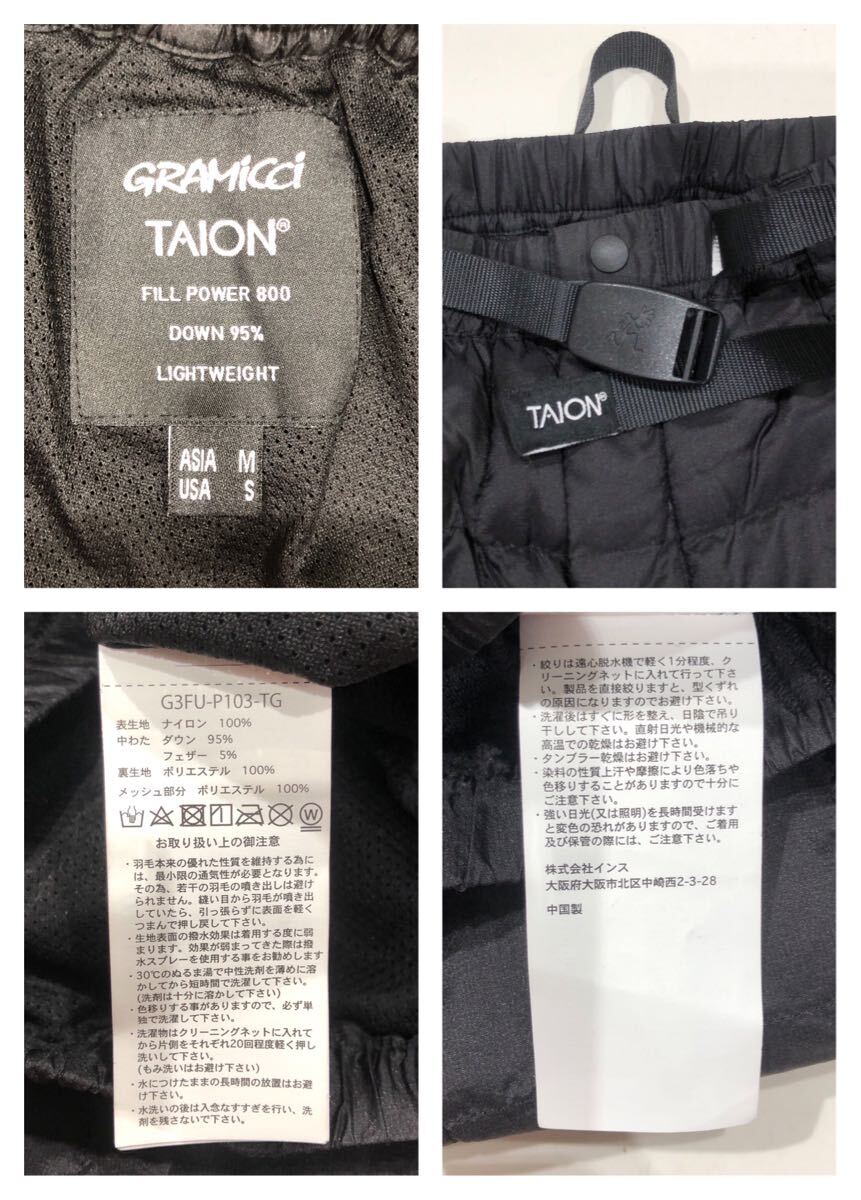 GRAMiCCi
TAION®
FILL POWER 800
DOWN 95%
LIGHTWEIGHT
ASIA M
USA S
TAION®
G3FU-P103-TG
表生地 ナイロン 100%
中わた ダウン 95%
フェザー 5%
裏生地 ポリエステル 100%
メッシュ部分 ポリエステル 100%
お取り扱い上の御注意
・羽毛本来の優れた性質を維持する為に
は、最小限の通気性が必要となります。
その為、若干の羽毛の噴き出しは避け
られません。縫い目から羽毛が噴き出
していたら、引っ張らずに表面を軽く
つまんで押し戻して下さい。
・生地表面の撥水効果は着用する度に弱
まります。効果が弱まってきた際は撥
水スプレーを使用する事をお勧めします
・30℃のぬるま湯で中性洗剤を薄めに溶
かしてから短時間で洗濯して下さい。
(洗剤は十分に溶かして下さい)
・色移りする事がありますので、必ず単
独で洗濯して下さい。
・洗濯物はクリーニングネットに入れて
から片側をそれぞれ20回程度軽く押し
洗いして下さい。
(もみ洗いはお避け下さい)
・水につけたままの長時間の放置はお避
け下さい。
・水洗いの後は入念なすすぎを行い、洗
剤を残さないで下さい。
・絞りは遠心脱水機で軽く1分程度、ク
リーニングネットに入れて行って下さ
い。製品を直接絞りますと、型くずれ
の原因になりますのでお避け下さい。
・洗濯後はすぐに形を整え、日陰で吊り
干しして下さい。直射日光や機械的な
高温での乾燥はお避け下さい。
・タンブラー乾燥はお避け下さい。
・染料の性質上汗や摩擦により色落ちや
色移りすることがありますので十分に
ご注意下さい。
・強い日光(又は照明)を長時間受けますと
変色の恐れがありますので、ご着用
及び保管の際には、ご注意下さい。
株式会社インス
大阪府大阪市北区中崎西2-3-28
中国製